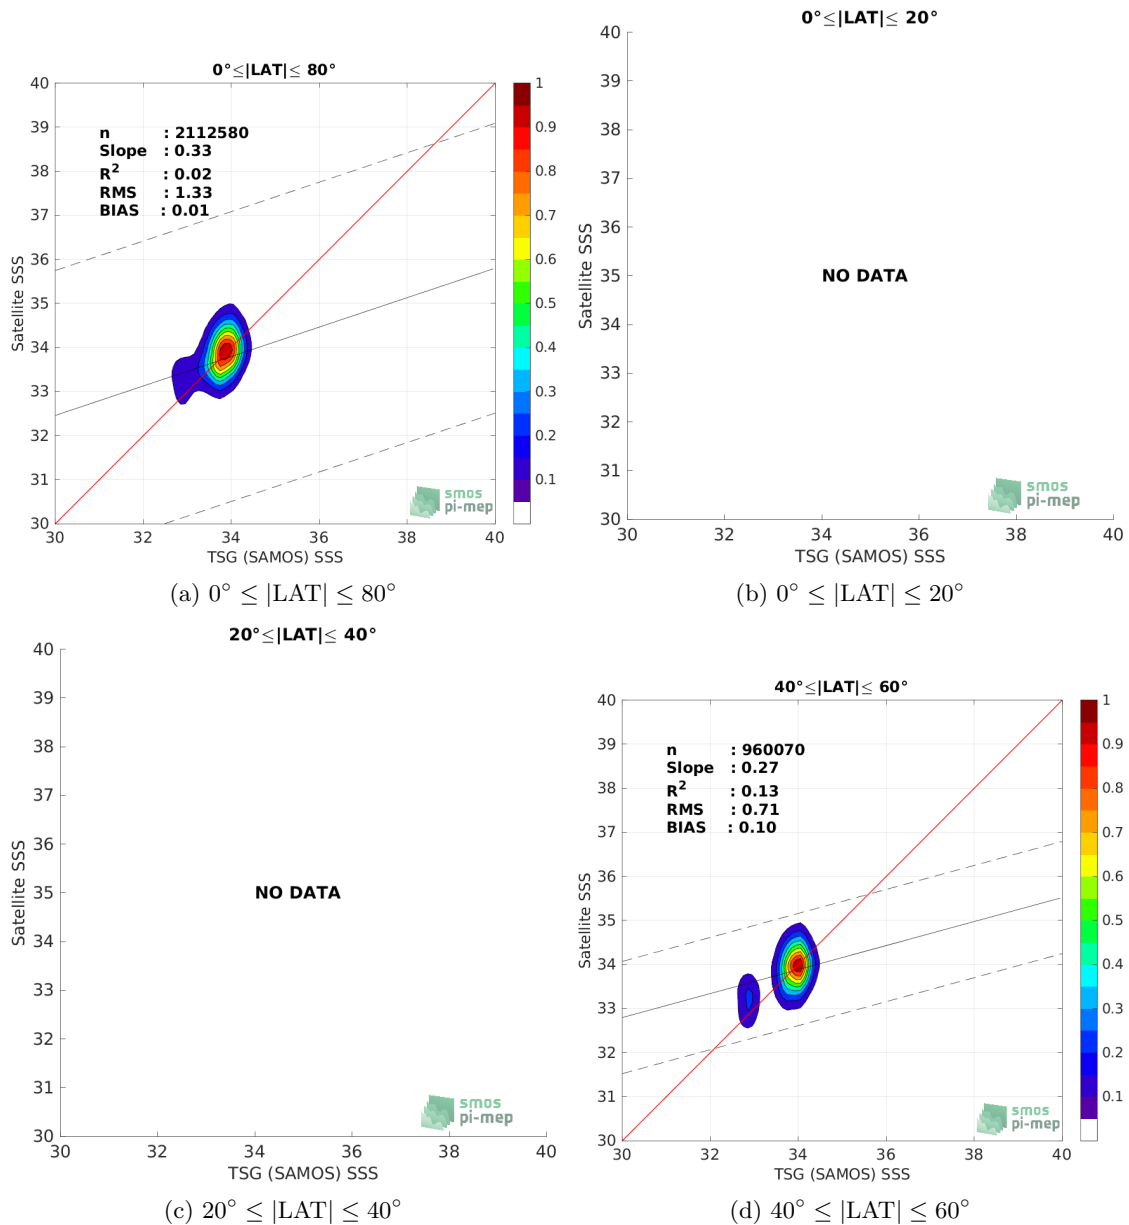 0°≤|LAT|≤ 80°
n : 2112580
Slope : 0.33
R² : 0.02
RMS : 1.33
BIAS : 0.01
40
39
38
37
36
35
34
33
32
31
30
Satellite SSS
30 32 34 36 38 40
TSG (SAMOS) SSS
1
0.9
0.8
0.7
0.6
0.5
0.4
0.3
0.2
0.1
smos
pi-mep
(a) 0° ≤ |LAT| ≤ 80°
0°≤|LAT|≤ 20°
40
39
38
37
36
35
34
33
32
31
30
Satellite SSS
NO DATA
smos
pi-mep
30 32 34 36 38 40
TSG (SAMOS) SSS
(b) 0° ≤ |LAT| ≤ 20°
20°≤|LAT|≤ 40°
40
39
38
37
36
35
34
33
32
31
30
Satellite SSS
NO DATA
smos
pi-mep
30 32 34 36 38 40
TSG (SAMOS) SSS
(c) 20° ≤ |LAT| ≤ 40°
40°≤|LAT|≤ 60°
n : 960070
Slope : 0.27
R² : 0.13
RMS : 0.71
BIAS : 0.10
40
39
38
37
36
35
34
33
32
31
30
Satellite SSS
30 32 34 36 38 40
TSG (SAMOS) SSS
1
0.9
0.8
0.7
0.6
0.5
0.4
0.3
0.2
0.1
smos
pi-mep
(d) 40° ≤ |LAT| ≤ 60°